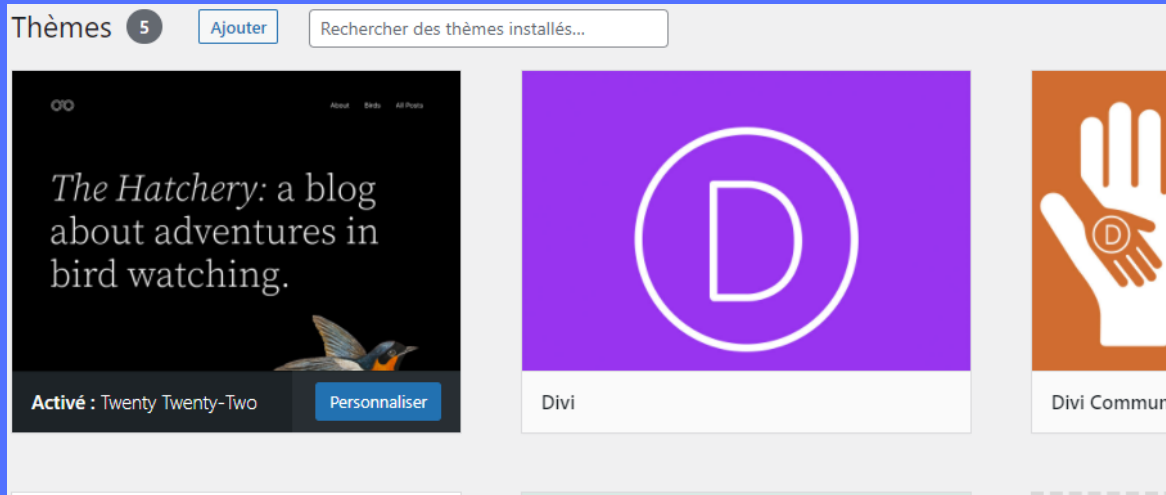 Thèmes 5 Ajouter Rechercher des thèmes installés...
About Birds All Posts
The Hatchery: a blog
about adventures in
bird watching.
D
D
Activé : Twenty Twenty-Two Personnaliser
Divi
Divi Commun